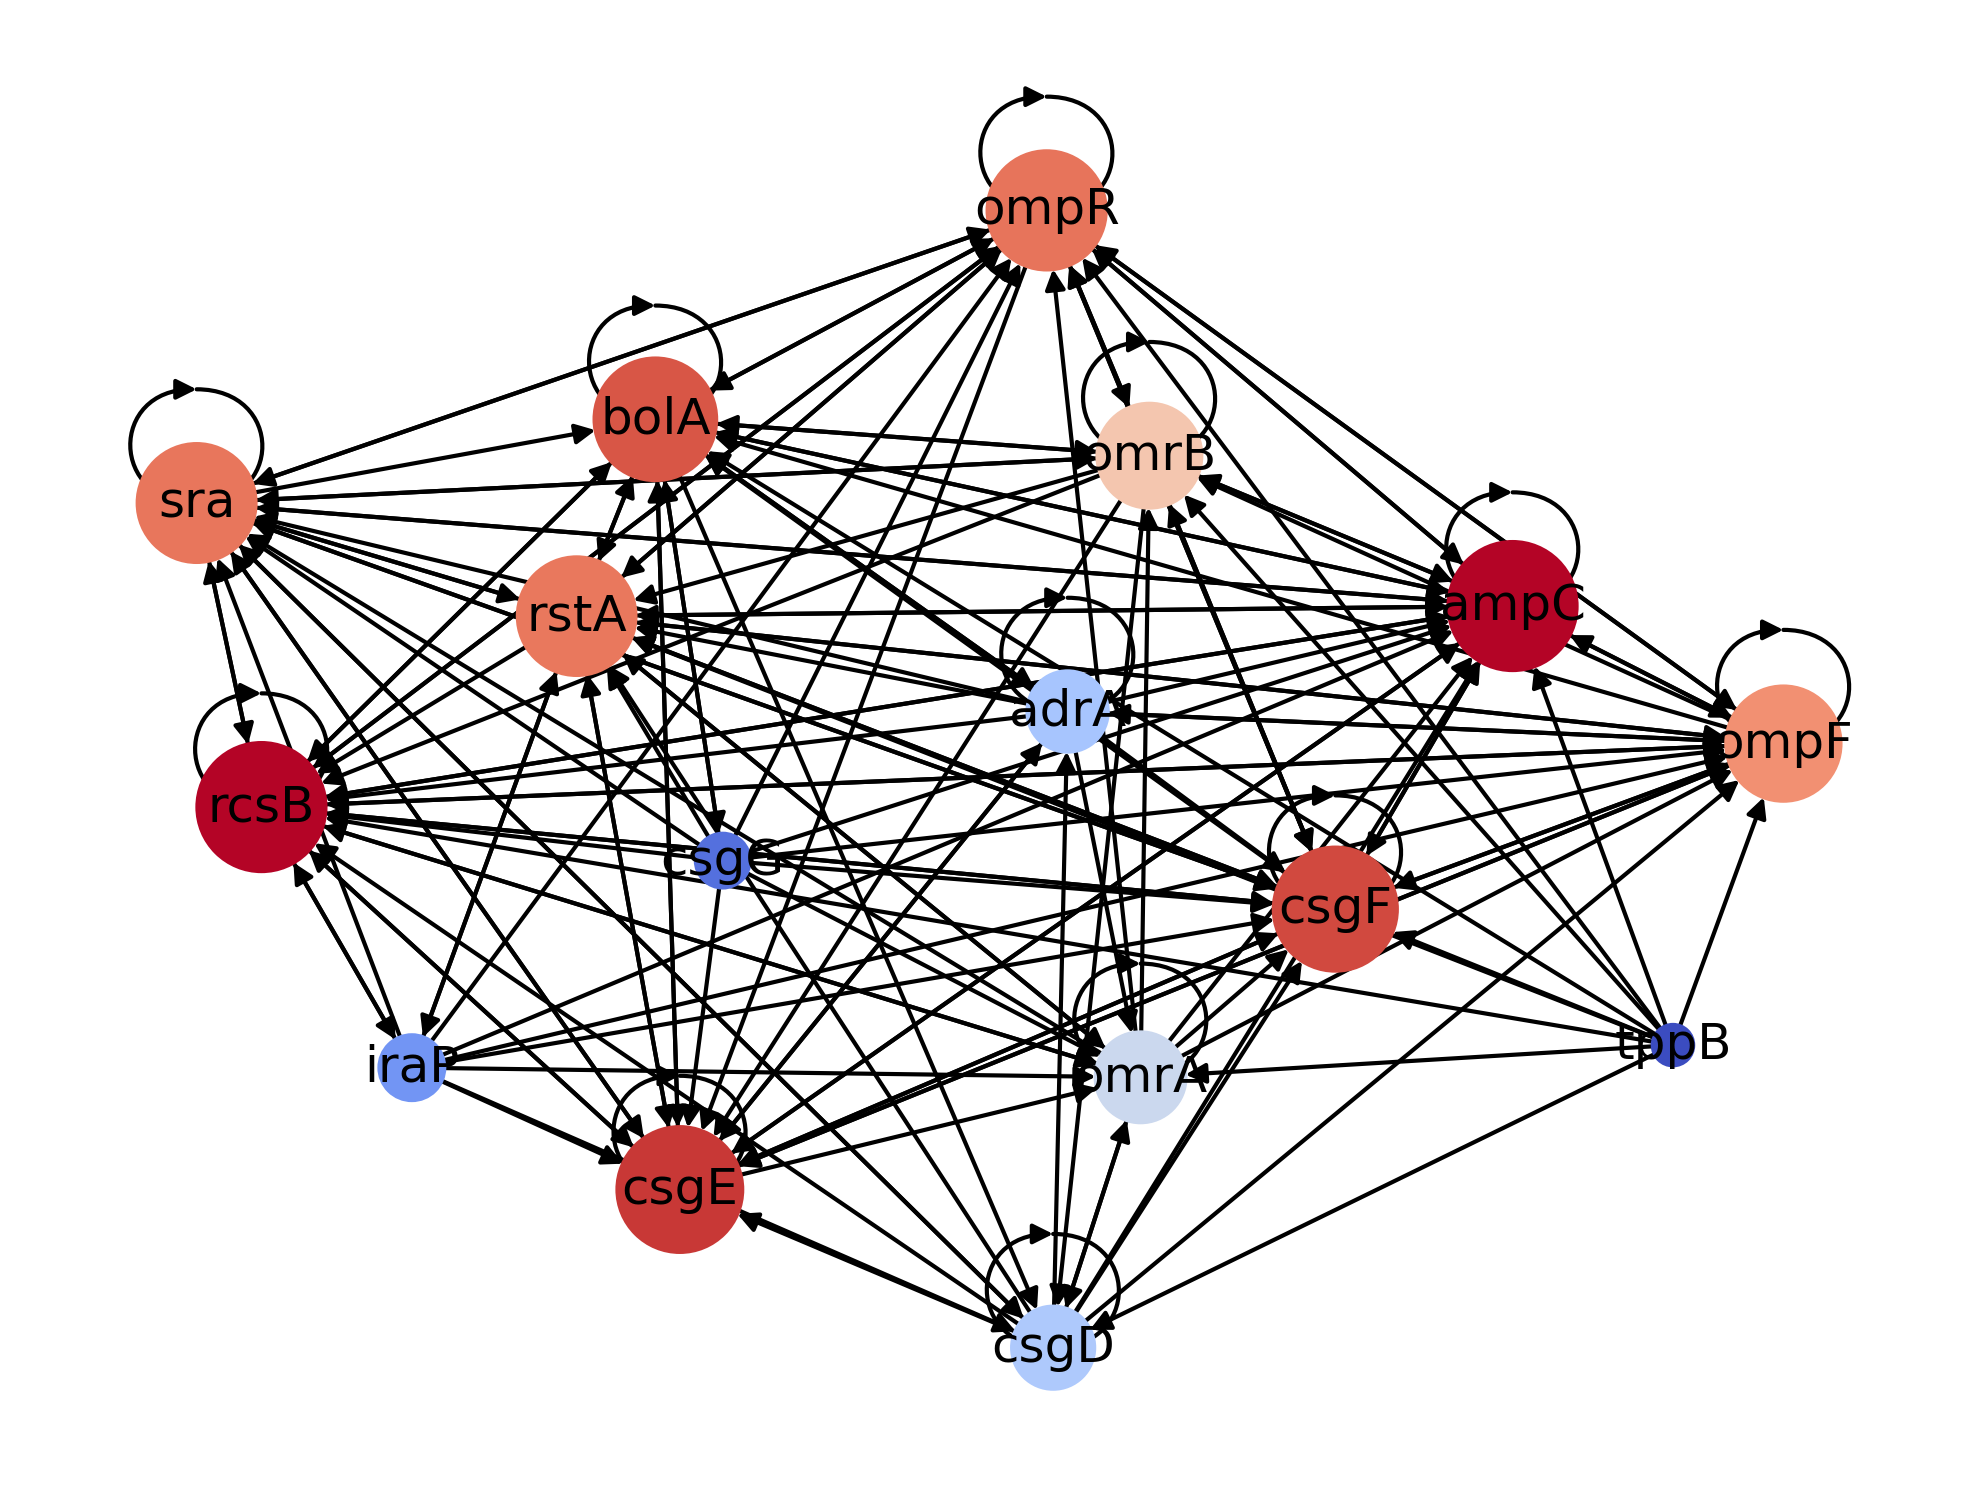 ompR
bolA
omrB
sra
ampC
rstA
adrA
ompF
rcsB
csgG
csgF
iraP
omrA
tppB
csgE
csgD